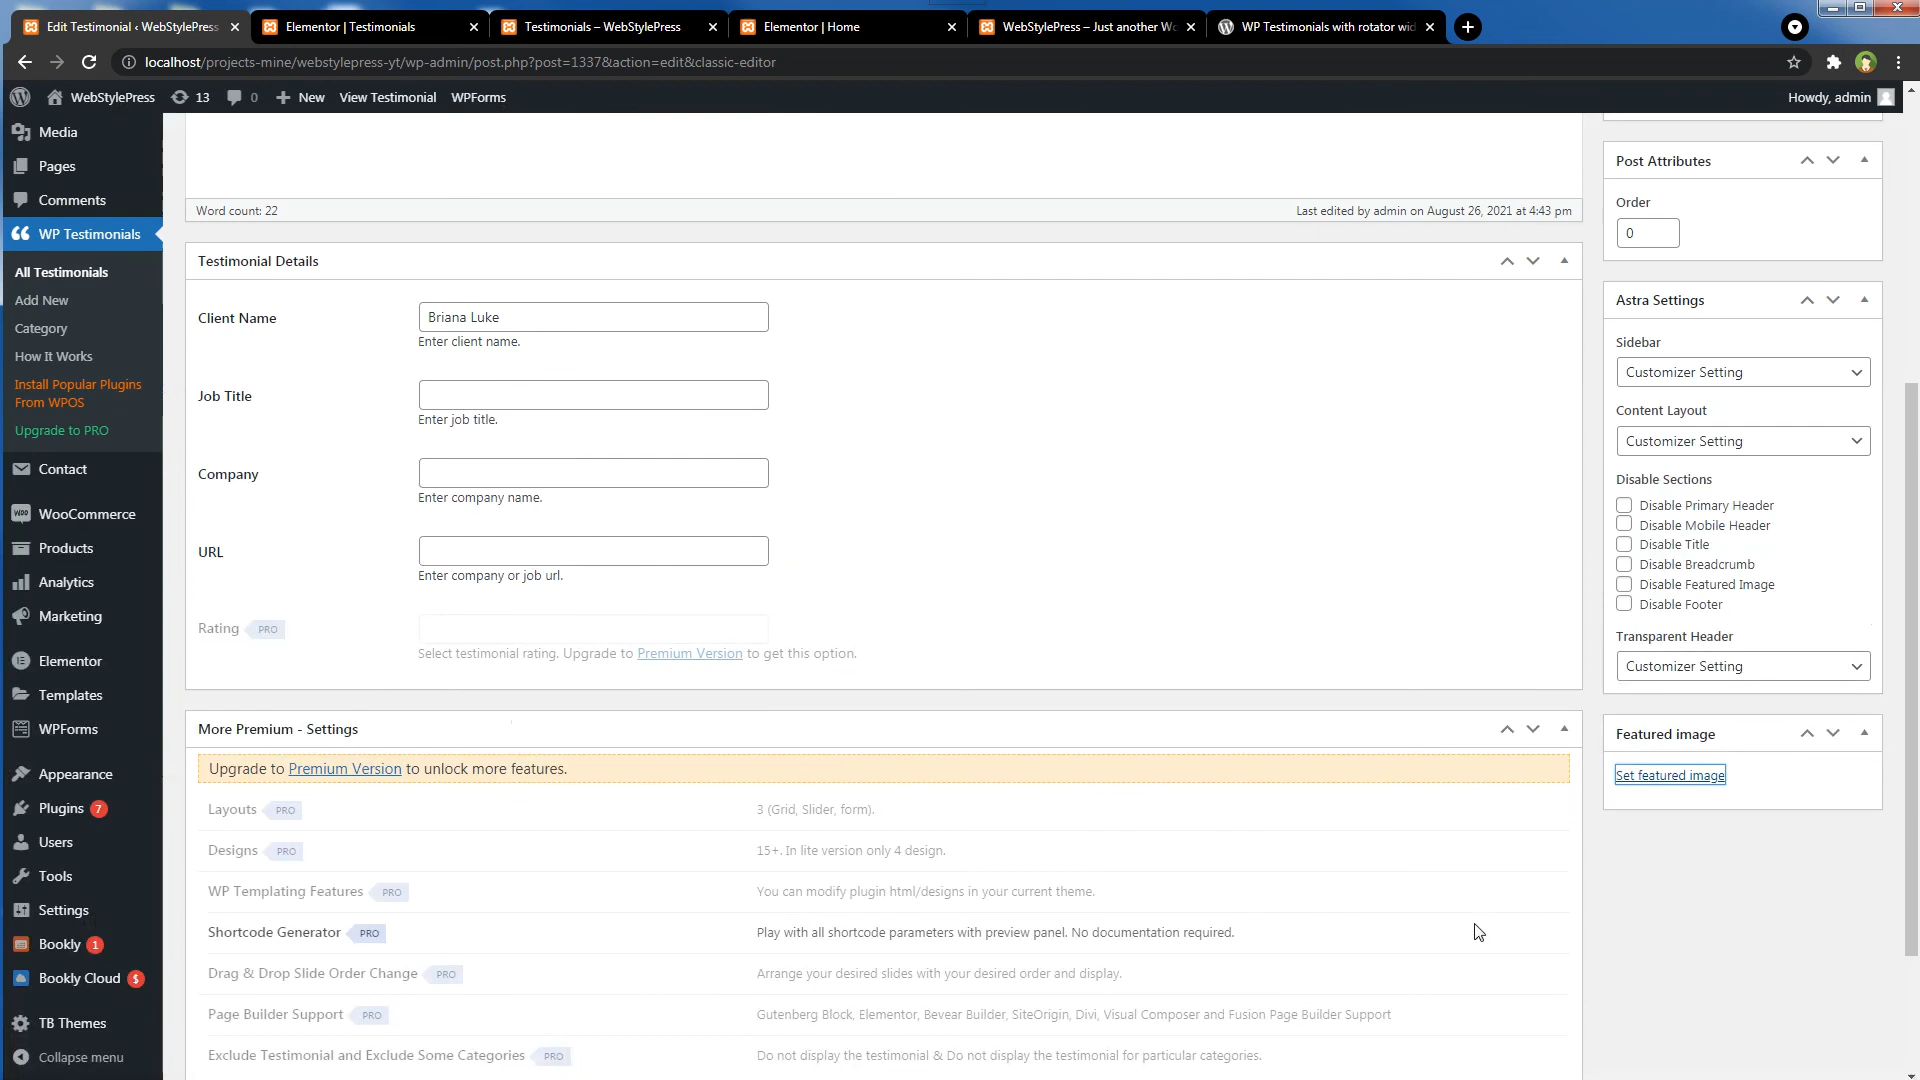 Edit Testimonial ‹ WebStylePress
Elementor | Testimonials
Testimonials – WebStylePress
Elementor | Home
WebStylePress – Just another Wo
WP Testimonials with rotator wid
localhost/projects-mine/webstylepress-yt/wp-admin/post.php?post=1337&action=edit&classic-editor
WebStylePress
13
0
New
View Testimonial
WPForms
Howdy, admin
Media
Pages
Comments
WP Testimonials
All Testimonials
Add New
Category
How It Works
Install Popular Plugins
From WPOS
Upgrade to PRO
Contact
WooCommerce
Products
Analytics
Marketing
Elementor
Templates
WPForms
Appearance
Plugins 7
Users
Tools
Settings
Bookly 1
Bookly Cloud $
TB Themes
Collapse menu
Word count: 22
Last edited by admin on August 26, 2021 at 4:43 pm
Testimonial Details
Client Name
Briana Luke
Enter client name.
Job Title
Enter job title.
Company
Enter company name.
URL
Enter company or job url.
Rating PRO
Select testimonial rating. Upgrade to Premium Version to get this option.
More Premium - Settings
Upgrade to Premium Version to unlock more features.
Layouts PRO
3 (Grid, Slider, form).
Designs PRO
15+. In lite version only 4 design.
WP Templating Features PRO
You can modify plugin html/designs in your current theme.
Shortcode Generator PRO
Play with all shortcode parameters with preview panel. No documentation required.
Drag & Drop Slide Order Change PRO
Arrange your desired slides with your desired order and display.
Page Builder Support PRO
Gutenberg Block, Elementor, Bevear Builder, SiteOrigin, Divi, Visual Composer and Fusion Page Builder Support
Exclude Testimonial and Exclude Some Categories PRO
Do not display the testimonial & Do not display the testimonial for particular categories.
Post Attributes
Order
0
Astra Settings
Sidebar
Customizer Setting
Content Layout
Customizer Setting
Disable Sections
Disable Primary Header
Disable Mobile Header
Disable Title
Disable Breadcrumb
Disable Featured Image
Disable Footer
Transparent Header
Customizer Setting
Featured image
Set featured image